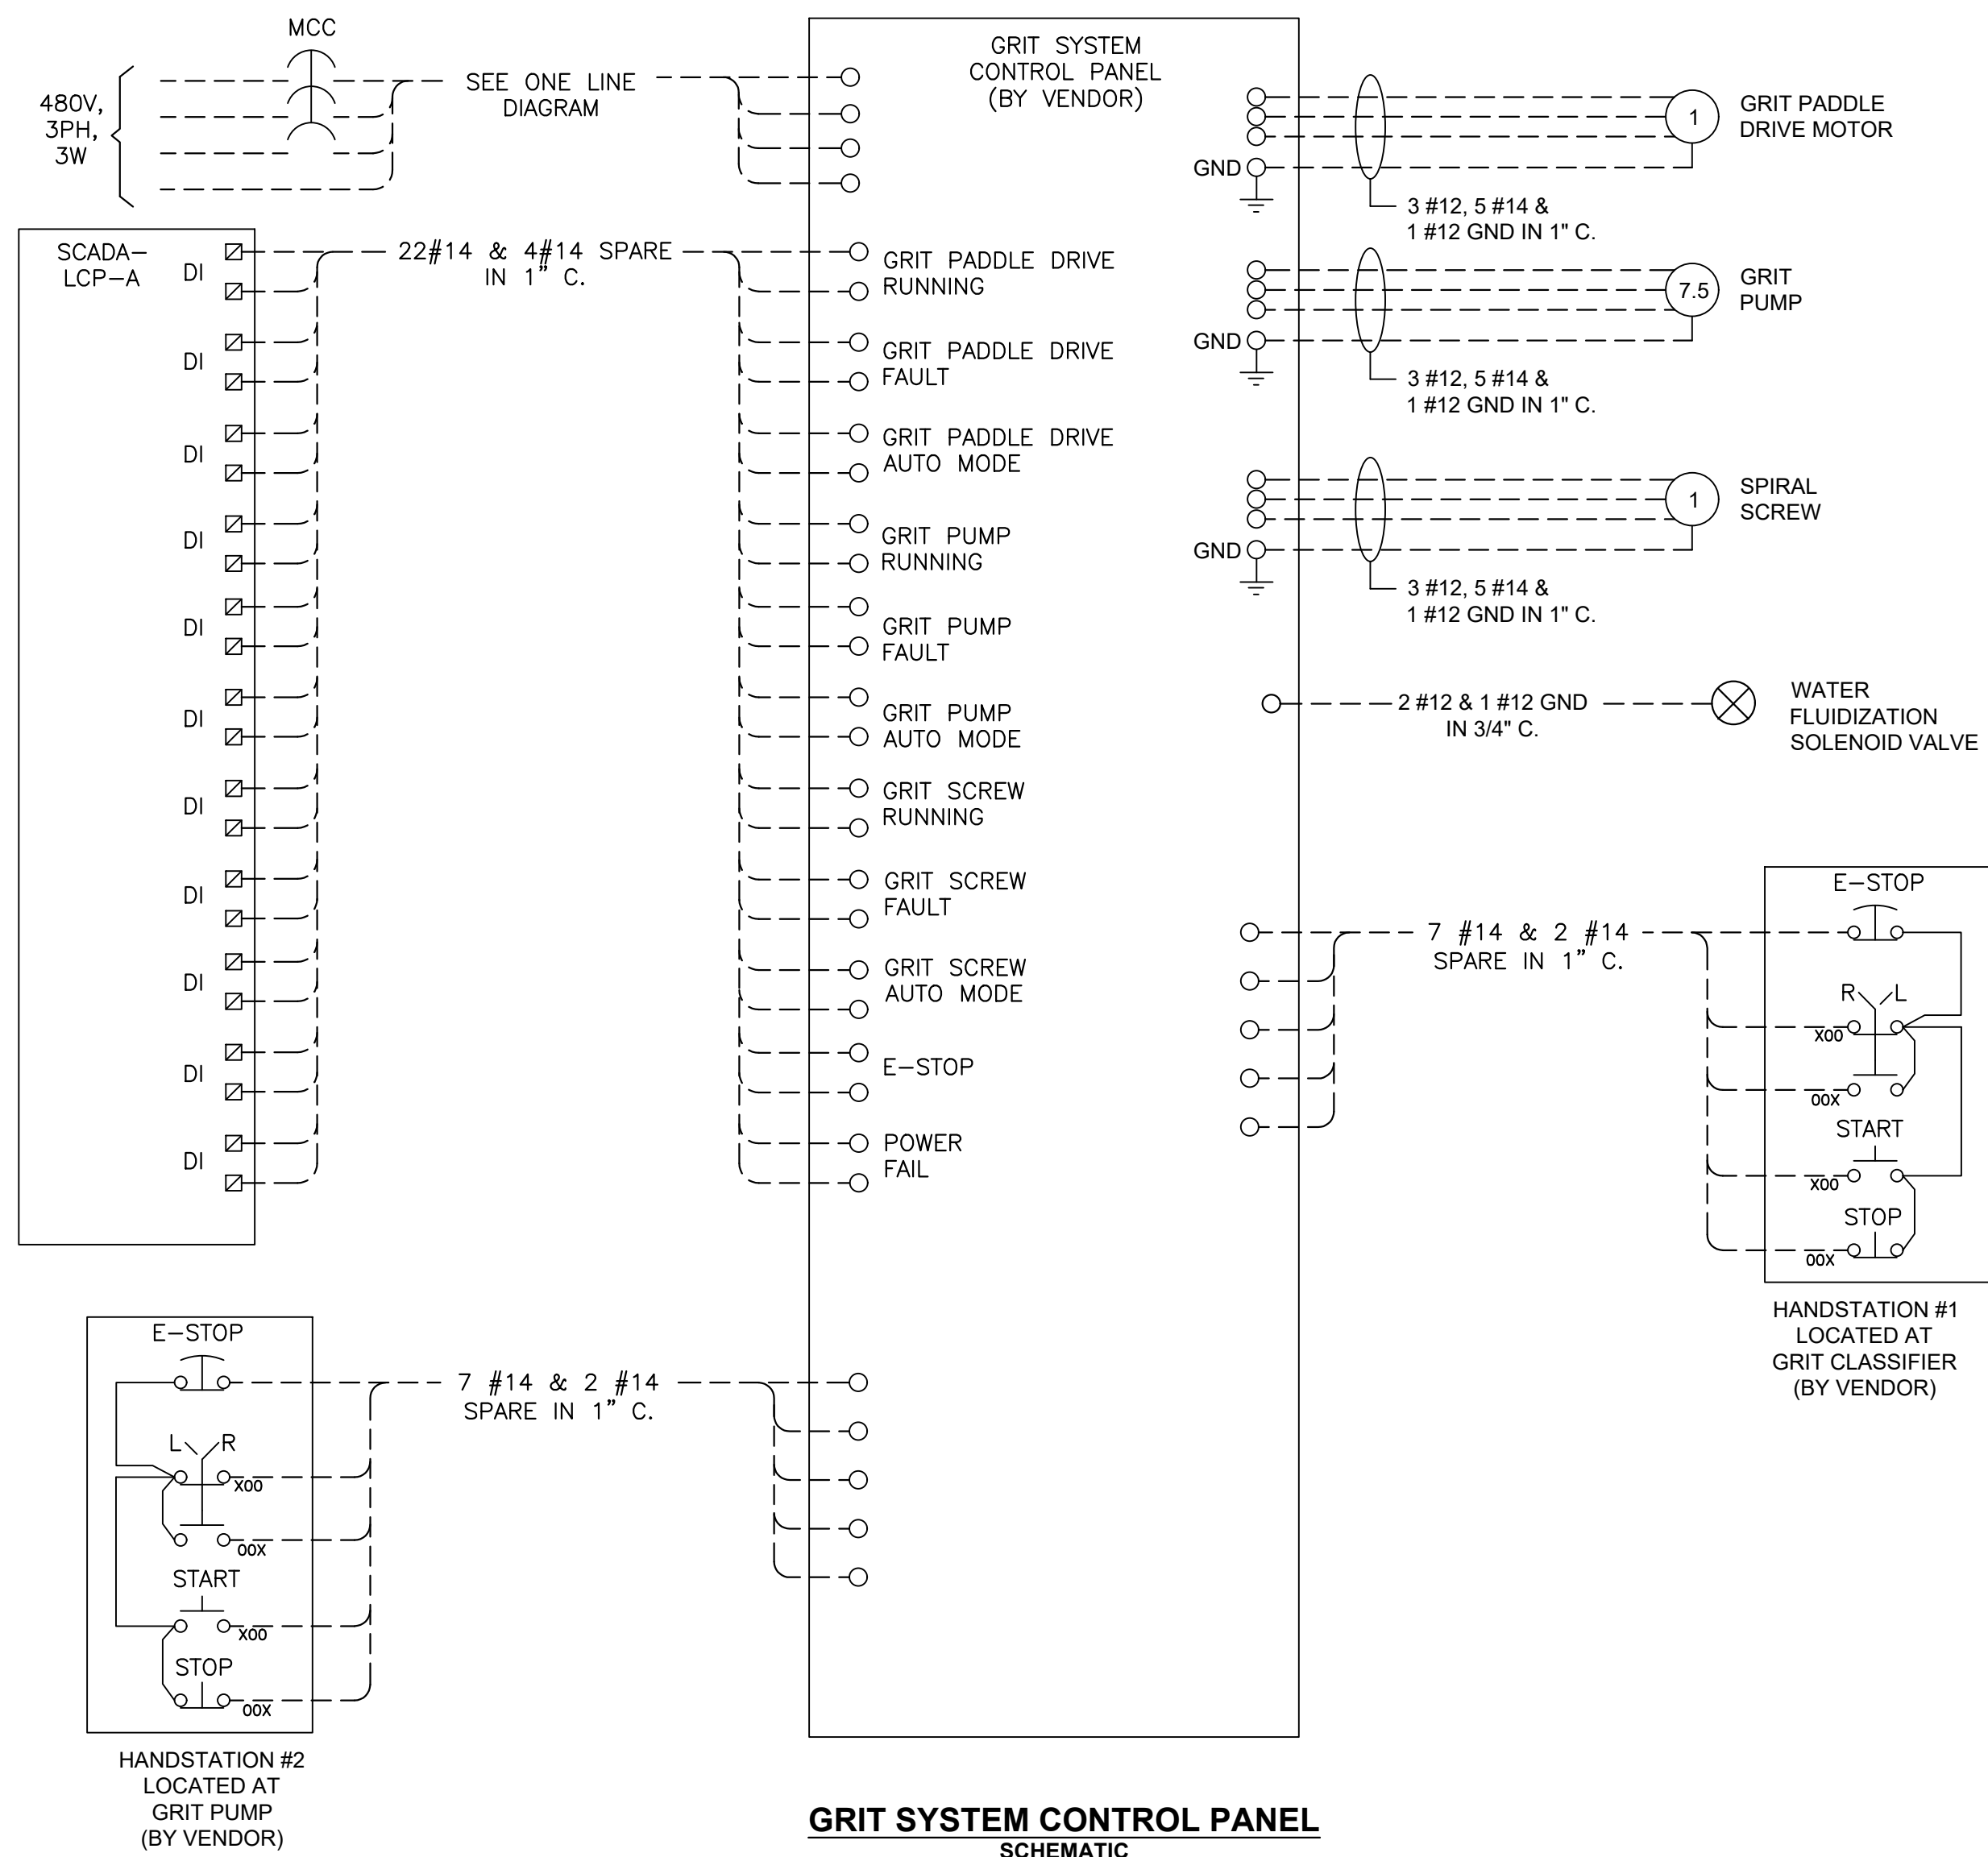 MCC
480V,
3PH,
3W
SEE ONE LINE
DIAGRAM
GRIT SYSTEM
CONTROL PANEL
(BY VENDOR)
GND
1
GRIT PADDLE
DRIVE MOTOR
3 #12, 5 #14 &
1 #12 GND IN 1" C.
GND
7.5
GRIT
PUMP
3 #12, 5 #14 &
1 #12 GND IN 1" C.
GND
1
SPIRAL
SCREW
3 #12, 5 #14 &
1 #12 GND IN 1" C.
2 #12 & 1 #12 GND
IN 3/4" C.
WATER
FLUIDIZATION
SOLENOID VALVE
SCADA-
LCP-A
DI
DI
DI
DI
DI
DI
DI
DI
DI
DI
DI
22#14 & 4#14 SPARE
IN 1" C.
GRIT PADDLE DRIVE
RUNNING
GRIT PADDLE DRIVE
FAULT
GRIT PADDLE DRIVE
AUTO MODE
GRIT PUMP
RUNNING
GRIT PUMP
FAULT
GRIT PUMP
AUTO MODE
GRIT SCREW
RUNNING
GRIT SCREW
FAULT
GRIT SCREW
AUTO MODE
E-STOP
POWER
FAIL
7 #14 & 2 #14
SPARE IN 1" C.
E-STOP
R L
XOO
OOX
START
XOO
STOP
OOX
HANDSTATION #1
LOCATED AT
GRIT CLASSIFIER
(BY VENDOR)
E-STOP
L R
XOO
OOX
START
XOO
STOP
OOX
7 #14 & 2 #14
SPARE IN 1" C.
HANDSTATION #2
LOCATED AT
GRIT PUMP
(BY VENDOR)
GRIT SYSTEM CONTROL PANEL
SCHEMATIC